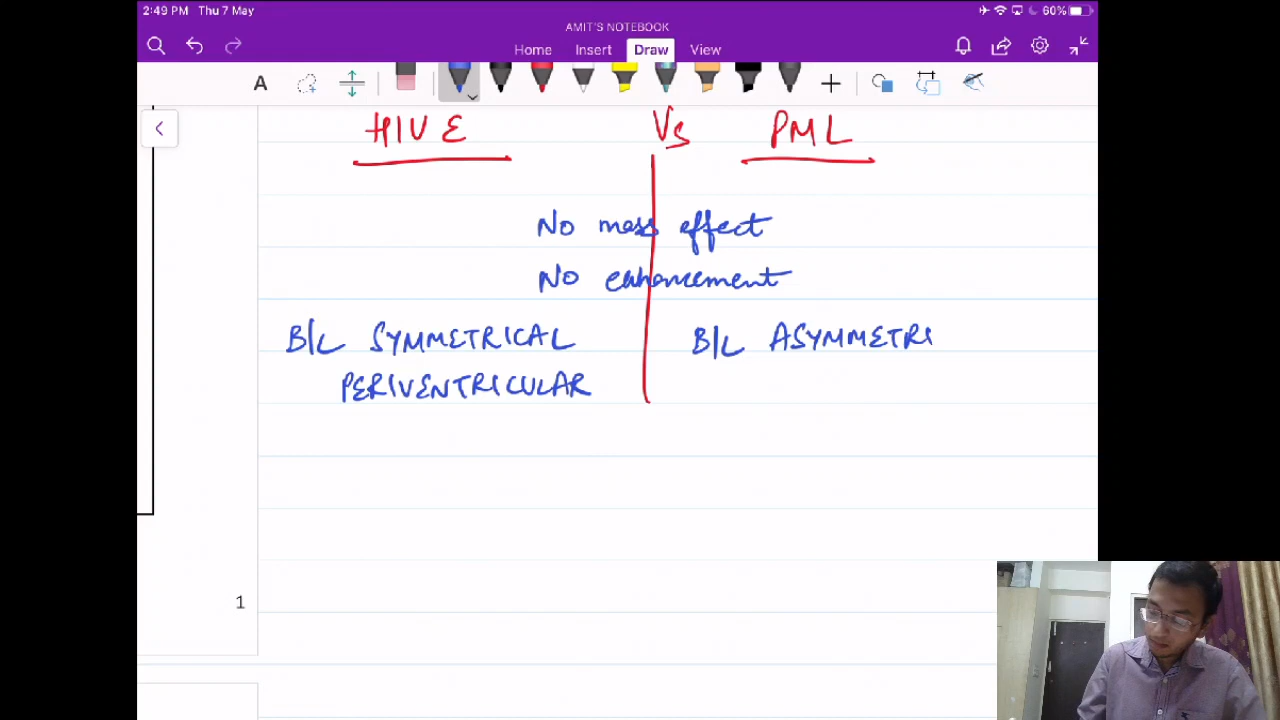 2:49 PM Thu 7 May
60%
AMIT'S NOTEBOOK
Home Insert Draw View
A
HIVE Vs PML
No mass effect
No enhancement
B/L SYMMETRICAL B/L ASYMMETRI
PERIVENTRICULAR
1